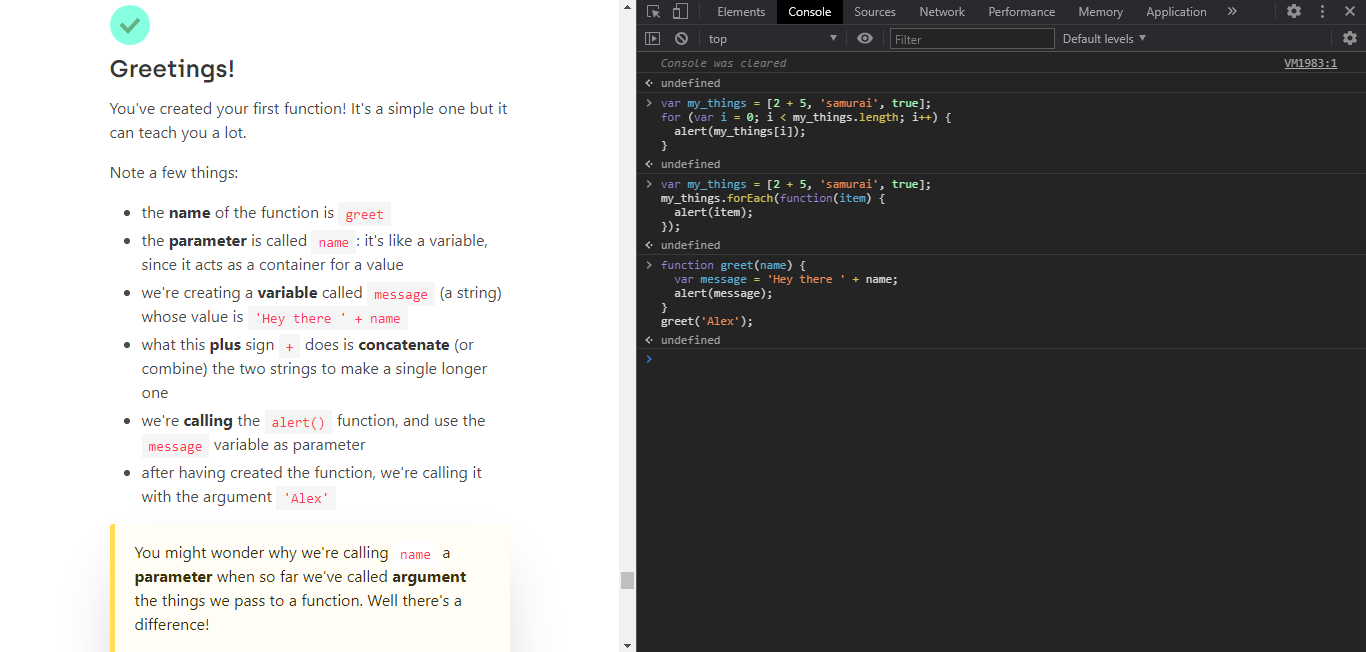 Greetings!
You've created your first function! It's a simple one but it
can teach you a lot.
Note a few things:
the name of the function is greet
the parameter is called name : it's like a variable,
since it acts as a container for a value
we're creating a variable called message (a string)
whose value is 'Hey there ' + name
what this plus sign + does is concatenate (or
combine) the two strings to make a single longer
one
we're calling the alert() function, and use the
message variable as parameter
after having created the function, we're calling it
with the argument 'Alex'
You might wonder why we're calling name a
parameter when so far we've called argument
the things we pass to a function. Well there's a
difference!
Elements Console Sources Network Performance Memory Application »
top Filter Default levels
Console was cleared VM1983:1
undefined
var my_things = [2 + 5, 'samurai', true];
for (var i = 0; i < my_things.length; i++) {
alert(my_things[i]);
}
undefined
var my_things = [2 + 5, 'samurai', true];
my_things.forEach(function(item) {
alert(item);
});
undefined
function greet(name) {
var message = 'Hey there ' + name;
alert(message);
}
greet('Alex');
undefined